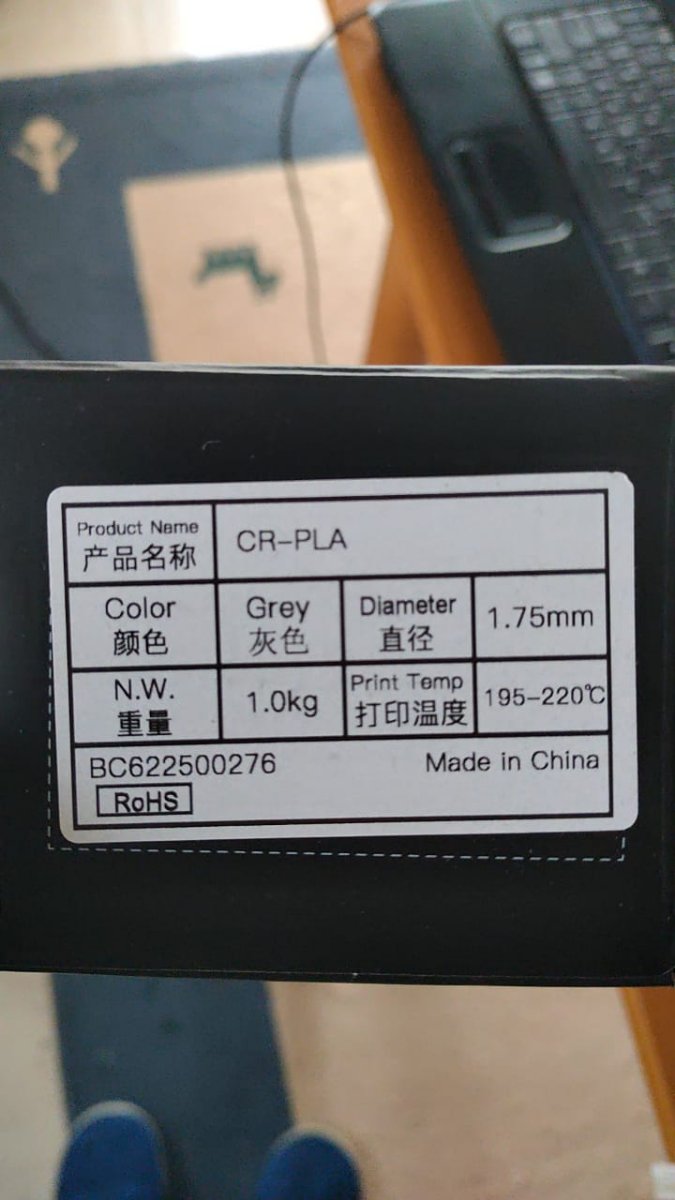 Product Name
产品名称
CR-PLA
Color
颜色
Grey
灰色
Diameter
直径
1.75mm
N.W.
重量
1.0kg
Print Temp
打印温度
195-220℃
BC622500276
Made in China
RoHS